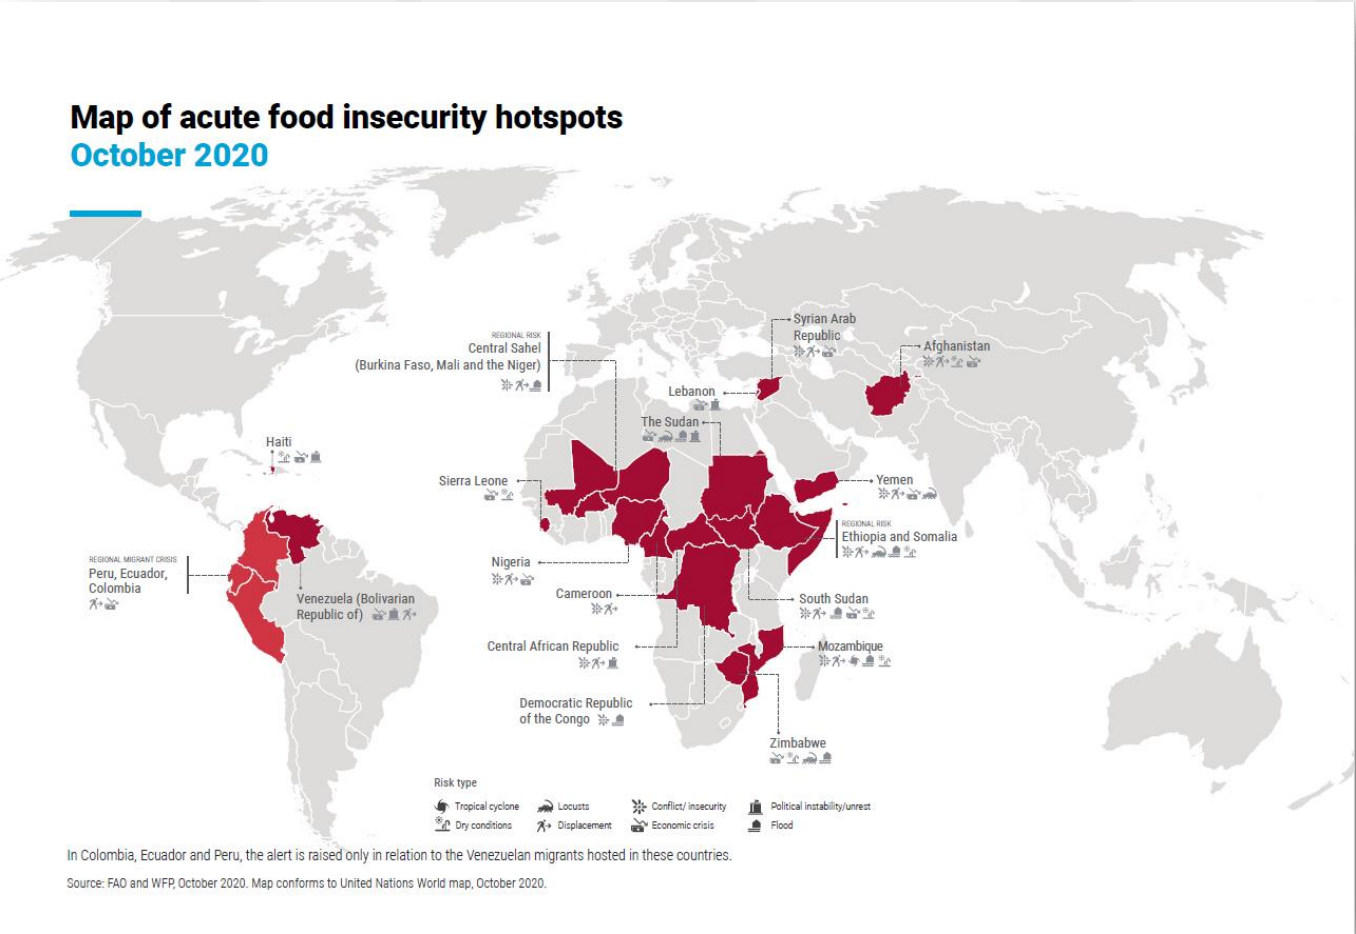 Map of acute food insecurity hotspots
October 2020
REGIONAL RISK
Central Sahel
(Burkina Faso, Mali and the Niger)
Syrian Arab
Republic
Afghanistan
Lebanon
The Sudan
Haiti
Sierra Leone
Yemen
REGIONAL RISK
Ethiopia and Somalia
REGIONAL MIGRANT CRISIS
Peru, Ecuador,
Colombia
Nigeria
Venezuela (Bolivarian
Republic of)
Cameroon
South Sudan
Central African Republic
Mozambique
Democratic Republic
of the Congo
Zimbabwe
Risk type
Tropical cyclone
Locusts
Conflict/ insecurity
Political instability/unrest
Dry conditions
Displacement
Economic crisis
Flood
In Colombia, Ecuador and Peru, the alert is raised only in relation to the Venezuelan migrants hosted in these countries.
Source: FAO and WFP, October 2020. Map conforms to United Nations World map, October 2020.